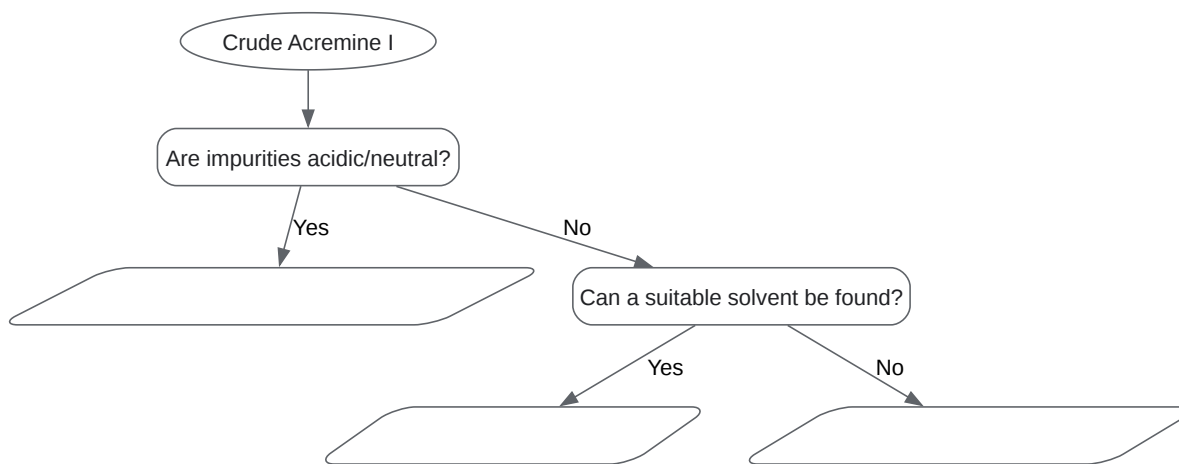 Crude Acremine I
Are impurities acidic/neutral?
Yes
No
Can a suitable solvent be found?
Yes
No